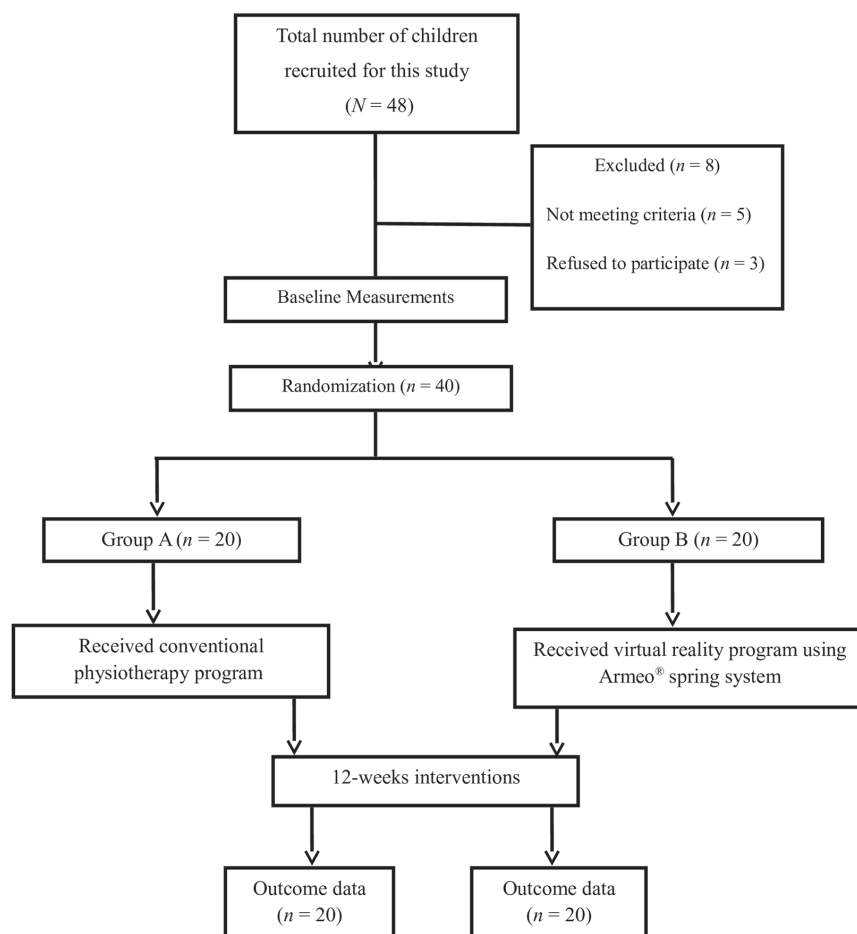 Total number of children
recruited for this study
(N = 48)
Excluded (n = 8)
Not meeting criteria (n = 5)
Refused to participate (n = 3)
Baseline Measurements
Randomization (n = 40)
Group A (n = 20)
Group B (n = 20)
Received conventional
physiotherapy program
Received virtual reality program using
Armeo® spring system
12-weeks interventions
Outcome data
(n = 20)
Outcome data
(n = 20)